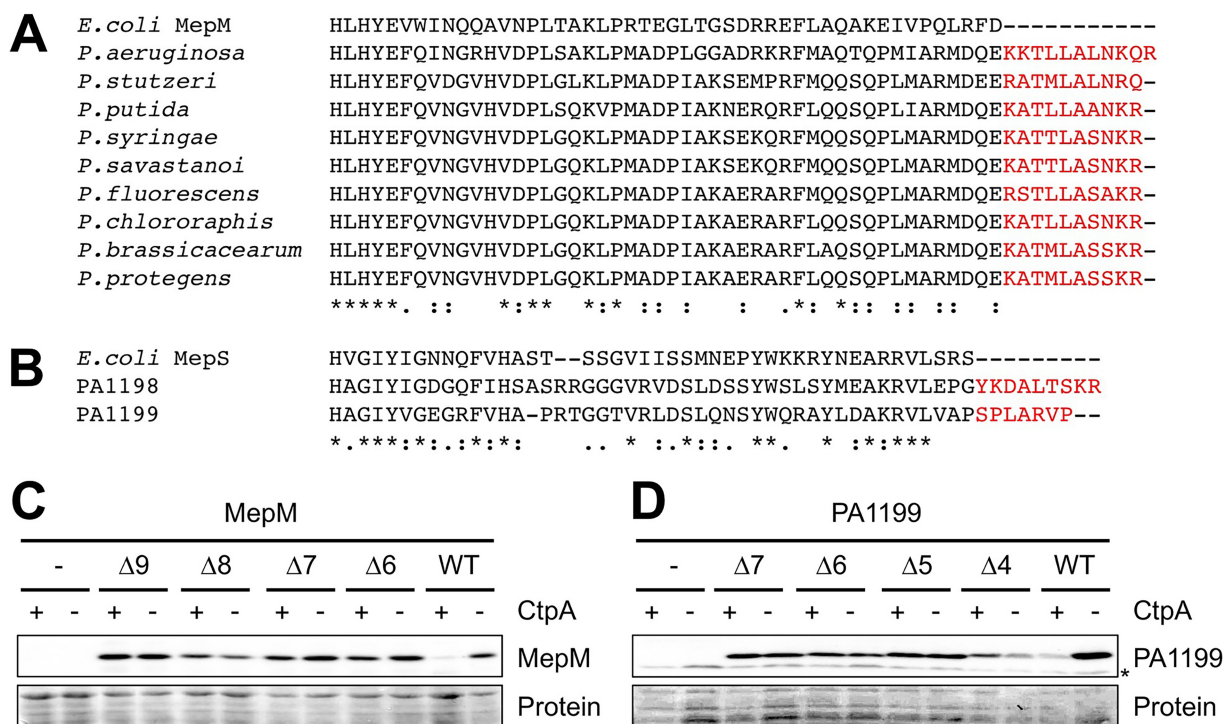 A
E.coli MepM HLHYEVWINQQAVNPLTAKLPRTEGLTGSDRREFLAQAKEIVPQLRFD-----------
P.aeruginosa HLHYEFQINGRHVDPLSAKLPMADPLGGADRKRFMAQTQPMIARMDQEKKTLLALNKQR
P.stutzeri HLHYEFQVDGVHVDPLGLKLPMADPIAKSEMPRFMQQSQPLMARMDEERATMLALNRQ-
P.putida HLHYEFQVNGVHVDPLSQKVPMADPIAKNERQRFLQQSQPLIARMDQEKATLLAANKR-
P.syringae HLHYEFQVNGVHVDPLGQKLPMADPIAKSEKQRFMQQSQPLMARMDQEKATTLASNKR-
P.savastanoi HLHYEFQVNGVHVDPLGQKLPMADPIAKSEKQRFMQQSQPLMARMDQEKATTLASNKR-
P.fluorescens HLHYEFQVNGVHVDPLGQKLPMADPIAKAERARFMQQSQPLMARMDQERSTLLASAKR-
P.chlororaphis HLHYEFQVNGVHVDPLGQKLPMADPIAKAERARFLQQSQPLMARMDQEKATLLASNKR-
P.brassicacearum HLHYEFQVNGVHVDPLGQKLPMADPIAKAERARFLAQSQPLMARMDQEKATMLASSKR-
P.protegens HLHYEFQVNGVHVDPLGQKLPMADPIAKAERARFLQQSQPLMARMDQEKATMLASSKR-
*****. :: *:** *:* :: : : .*: *:: :: :: :
B
E.coli MepS HVGIYIGNNQFVHAST--SSGVIISSMNEPYWKKRYNEARRVLSRS---------
PA1198 HAGIYIGDGQFIHSASRRGGGVRVDSLDSSYWSLSYMEAKRVLEPGYKDALTSKR
PA1199 HAGIYVGEGRFVHA-PRTGGTVRLDSLQNSYWQRAYLDAKRVLVAPSPLARVP--
*.***:*:.:*:*: .. * :.*:. **. * :*:***
C
MepM
- Δ9 Δ8 Δ7 Δ6 WT
+ - + - + - + - + - + - CtpA
MepM
Protein
D
PA1199
- Δ7 Δ6 Δ5 Δ4 WT
+ - + - + - + - + - + - CtpA
PA1199
*
Protein